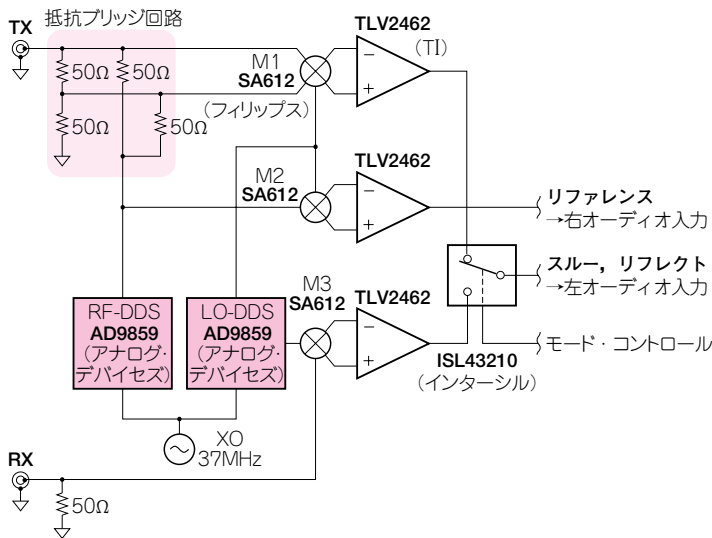 抵抗ブリッジ回路
TX
50Ω
50Ω
50Ω
50Ω
M1
SA612
(フィリップス)
TLV2462
(TI)
M2
SA612
TLV2462
リファレンス
→右オーディオ入力
スルー，リフレクト
→左オーディオ入力
モード・コントロール
M3
SA612
TLV2462
ISL43210
(インターシル)
RF-DDS
AD9859
(アナログ・
デバイセズ)
LO-DDS
AD9859
(アナログ・
デバイセズ)
XO
37MHz
RX
50Ω